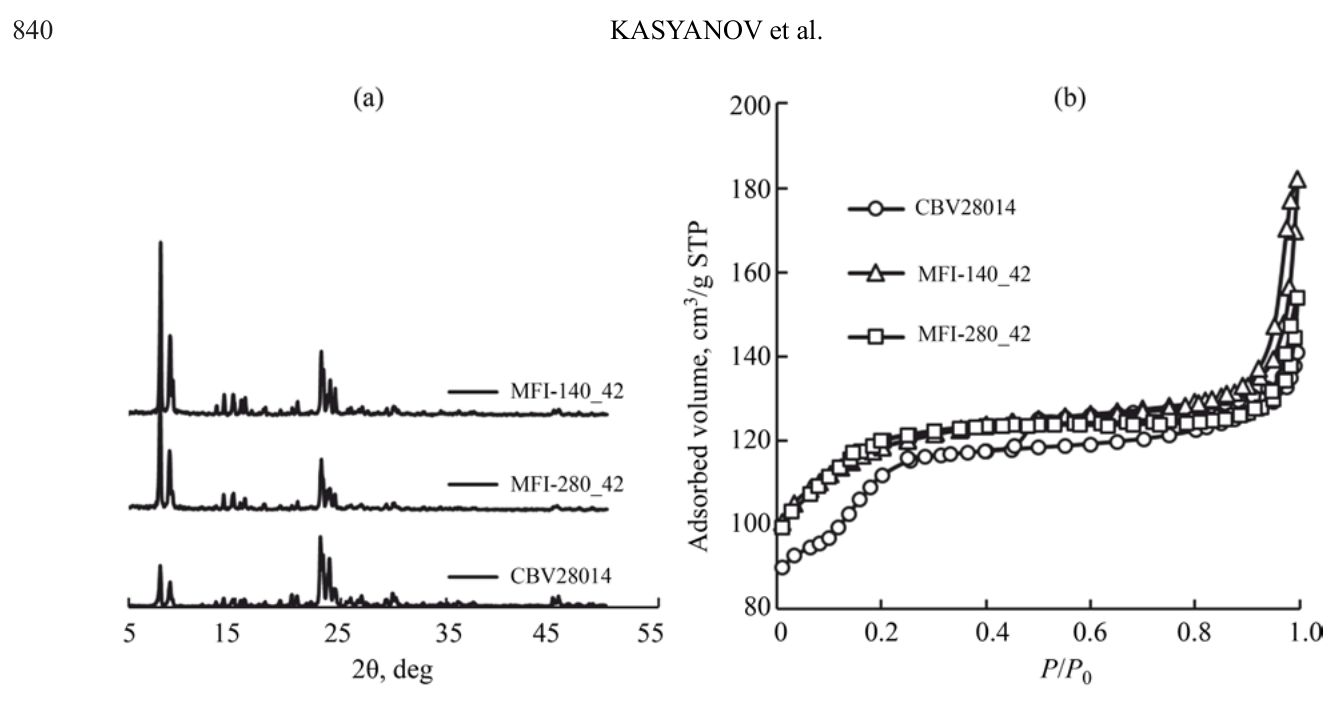 840
KASYANOV et al.
(a)
MFI-140_42
MFI-280_42
CBV28014
5 15 25 35 45 55
2θ, deg
(b)
200
180
160
140
120
100
80
Adsorbed volume, cm³/g STP
CBV28014
MFI-140_42
MFI-280_42
0 0.2 0.4 0.6 0.8 1.0
P/P₀